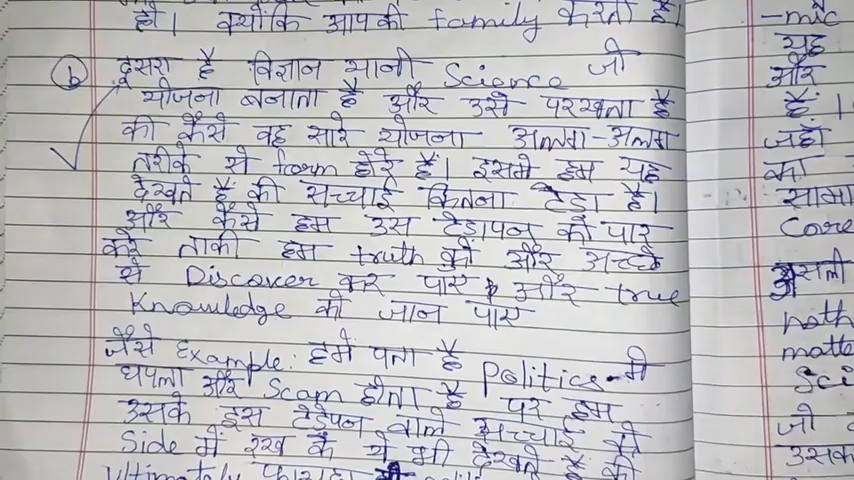 हो। क्योंकि आपकी family करती है।
(b) दूसरा है विज्ञान यानी Science जो
योजना बनाता है और उसे परखता है
की कैसे वह सारे योजना अलग-अलग
तरीके से form होरे हैं। इसमे हम यह
देखते है की सच्चाई कितना टेडा है।
और कैसे हम उस टेडापन को पार
करे ताकी हम truth को और अच्छे
से Discover कर पाए और true
Knowledge को जान पाए
जैसे Example: हमे पता है Politics मे
घपला और Scam होता है पर हम
उसके इस टेडेपन वाले सच्चाई को
Side में रख के ये भी देखते है की
Ultimately फायदा
-mic
यह
और
है।
जहाँ
का
सामा
Core
असली
noth
matte
Sci
जो
उसक